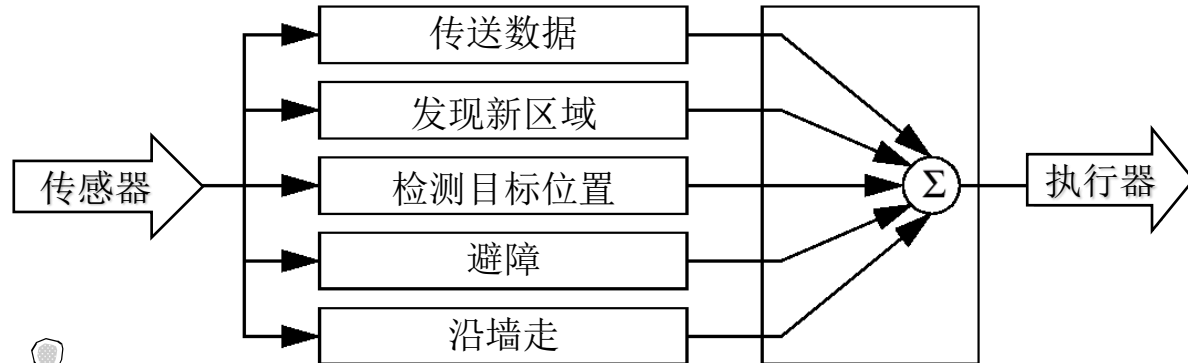 传送数据
发现新区域
传感器
检测目标位置
Σ
执行器
避障
沿墙走